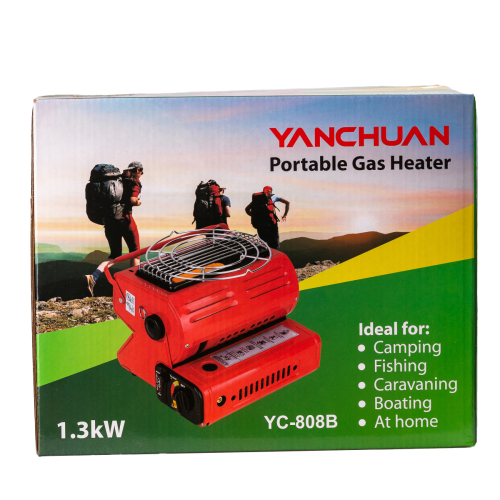 YANCHUAN
Portable Gas Heater
Ideal for:
• Camping
• Fishing
• Caravaning
• Boating
• At home
1.3kW
YC-808B